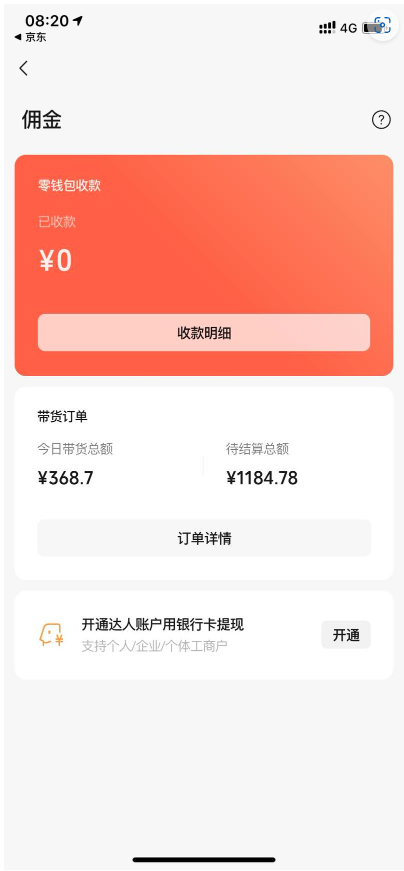 08:20
4G
京东
佣金
?
零钱包收款
已收款
¥0
收款明细
带货订单
今日带货总额
待结算总额
¥368.7
¥1184.78
订单详情
开通达人账户用银行卡提现
支持个人/企业/个体工商户
开通